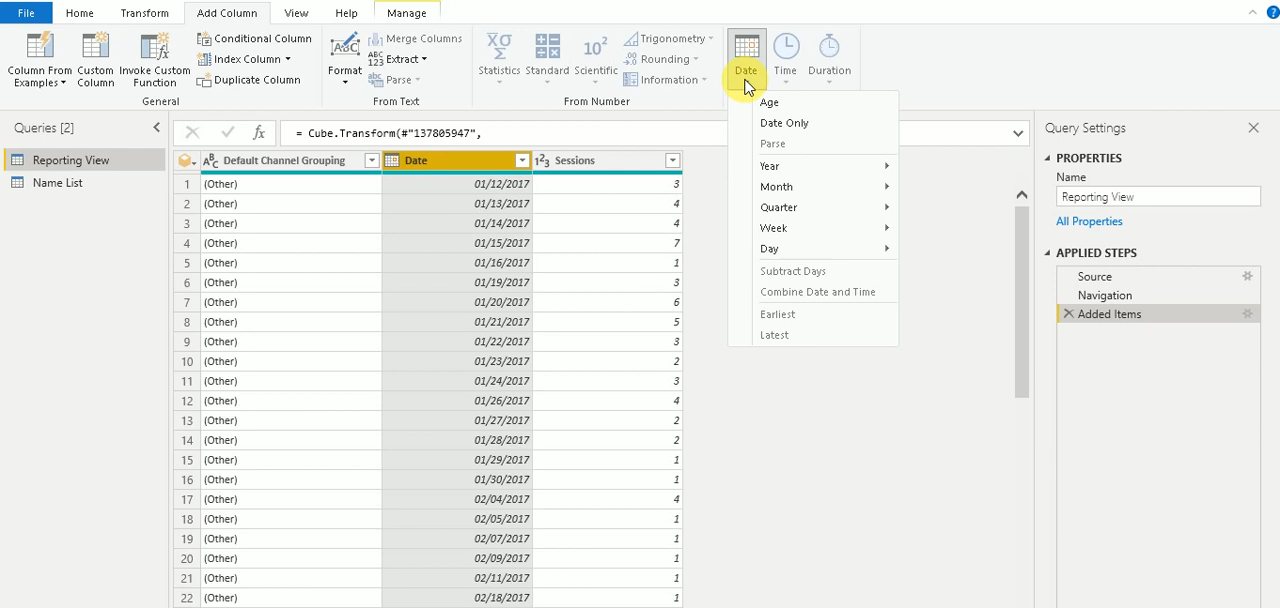 File Home Transform Add Column View Help Manage
Column From Examples
Custom Column
Invoke Custom Function
Conditional Column
Index Column
Duplicate Column
General
ABC
Format
Merge Columns
ABC 123 Extract
abc Parse
From Text
XΣ Statistics
Standard
10² Scientific
Trigonometry
Rounding
Information
From Number
Date
Time
Duration
Queries [2]
Reporting View
Name List
fx = Cube.Transform(#"137805947",
ABC Default Channel Grouping Date 123 Sessions
1 (Other) 01/12/2017 3
2 (Other) 01/13/2017 4
3 (Other) 01/14/2017 4
4 (Other) 01/15/2017 7
5 (Other) 01/16/2017 1
6 (Other) 01/19/2017 3
7 (Other) 01/20/2017 6
8 (Other) 01/21/2017 5
9 (Other) 01/22/2017 3
10 (Other) 01/23/2017 2
11 (Other) 01/24/2017 3
12 (Other) 01/26/2017 4
13 (Other) 01/27/2017 2
14 (Other) 01/28/2017 2
15 (Other) 01/29/2017 1
16 (Other) 01/30/2017 1
17 (Other) 02/04/2017 4
18 (Other) 02/05/2017 1
19 (Other) 02/07/2017 1
20 (Other) 02/09/2017 1
21 (Other) 02/11/2017 1
22 (Other) 02/18/2017 1
Age
Date Only
Parse
Year
Month
Quarter
Week
Day
Subtract Days
Combine Date and Time
Earliest
Latest
Query Settings
PROPERTIES
Name
Reporting View
All Properties
APPLIED STEPS
Source
Navigation
Added Items